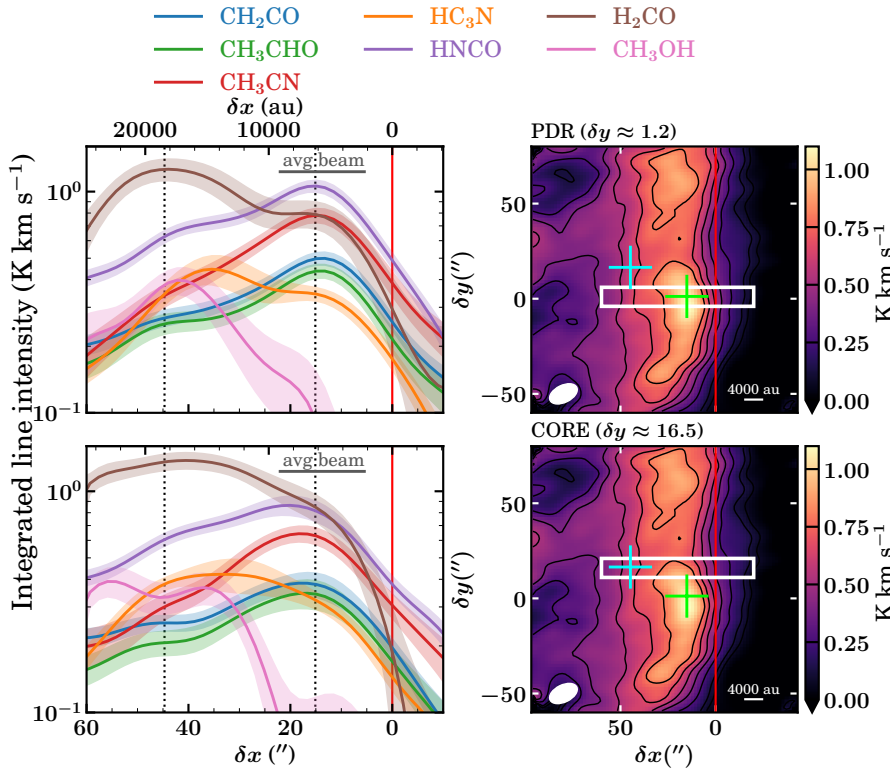 CH₂CO HC₃N H₂CO
CH₃CHO HNCO CH₃OH
CH₃CN
δx (au)
20000 10000 0
PDR (δy ≈ 1.2)
avg beam
10⁰
10⁻¹
Integrated line intensity (K km s⁻¹)
50
0
−50
δy(″)
4000 au
1.00
0.75
0.50
0.25
0.00
K km s⁻¹
CORE (δy ≈ 16.5)
avg beam
10⁰
10⁻¹
60 40 20 0
δx (″)
50
0
−50
δy(″)
4000 au
50 0
δx(″)
1.00
0.75
0.50
0.25
0.00
K km s⁻¹